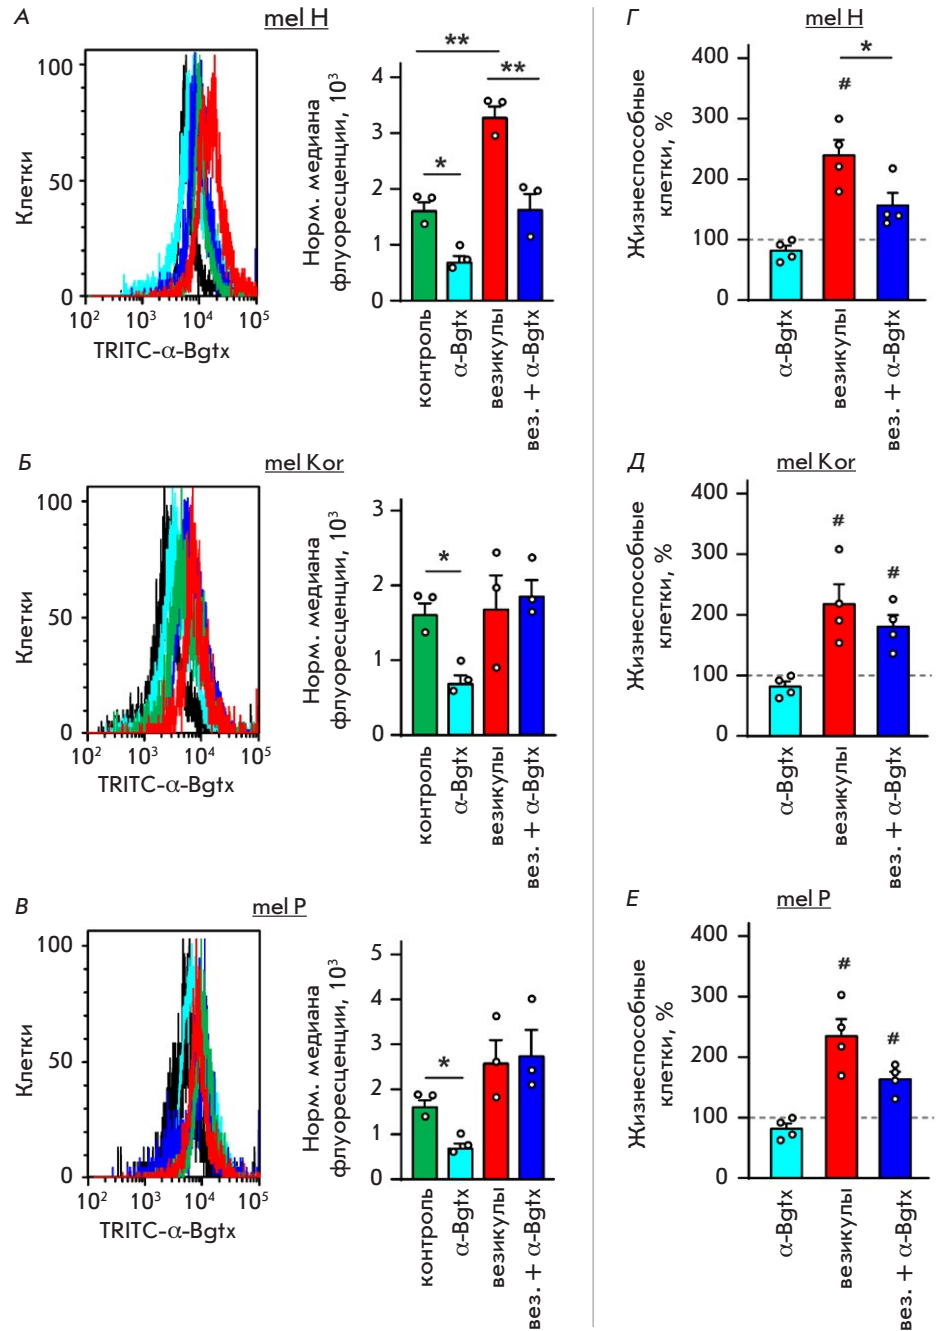 А
mel H
**
**
*
100
50
0
Клетки
10² 10³ 10⁴ 10⁵
TRITC-α-Bgtx
Норм. медиана
флуоресценции, 10³
4
3
2
1
0
контроль
α-Bgtx
везикулы
вез. + α-Bgtx
Г
mel H
*
#
Жизнеспособные
клетки, %
400
300
200
100
0
α-Bgtx
везикулы
вез. + α-Bgtx
Б
mel Kor
100
50
0
Клетки
10² 10³ 10⁴ 10⁵
TRITC-α-Bgtx
Норм. медиана
флуоресценции, 10³
3
2
1
0
*
контроль
α-Bgtx
везикулы
вез. + α-Bgtx
Д
mel Kor
#
#
Жизнеспособные
клетки, %
400
300
200
100
0
α-Bgtx
везикулы
вез. + α-Bgtx
В
mel P
100
50
0
Клетки
10² 10³ 10⁴ 10⁵
TRITC-α-Bgtx
Норм. медиана
флуоресценции, 10³
5
4
3
2
1
0
*
контроль
α-Bgtx
везикулы
вез. + α-Bgtx
Е
mel P
#
#
Жизнеспособные
клетки, %
400
300
200
100
0
α-Bgtx
везикулы
вез. + α-Bgtx